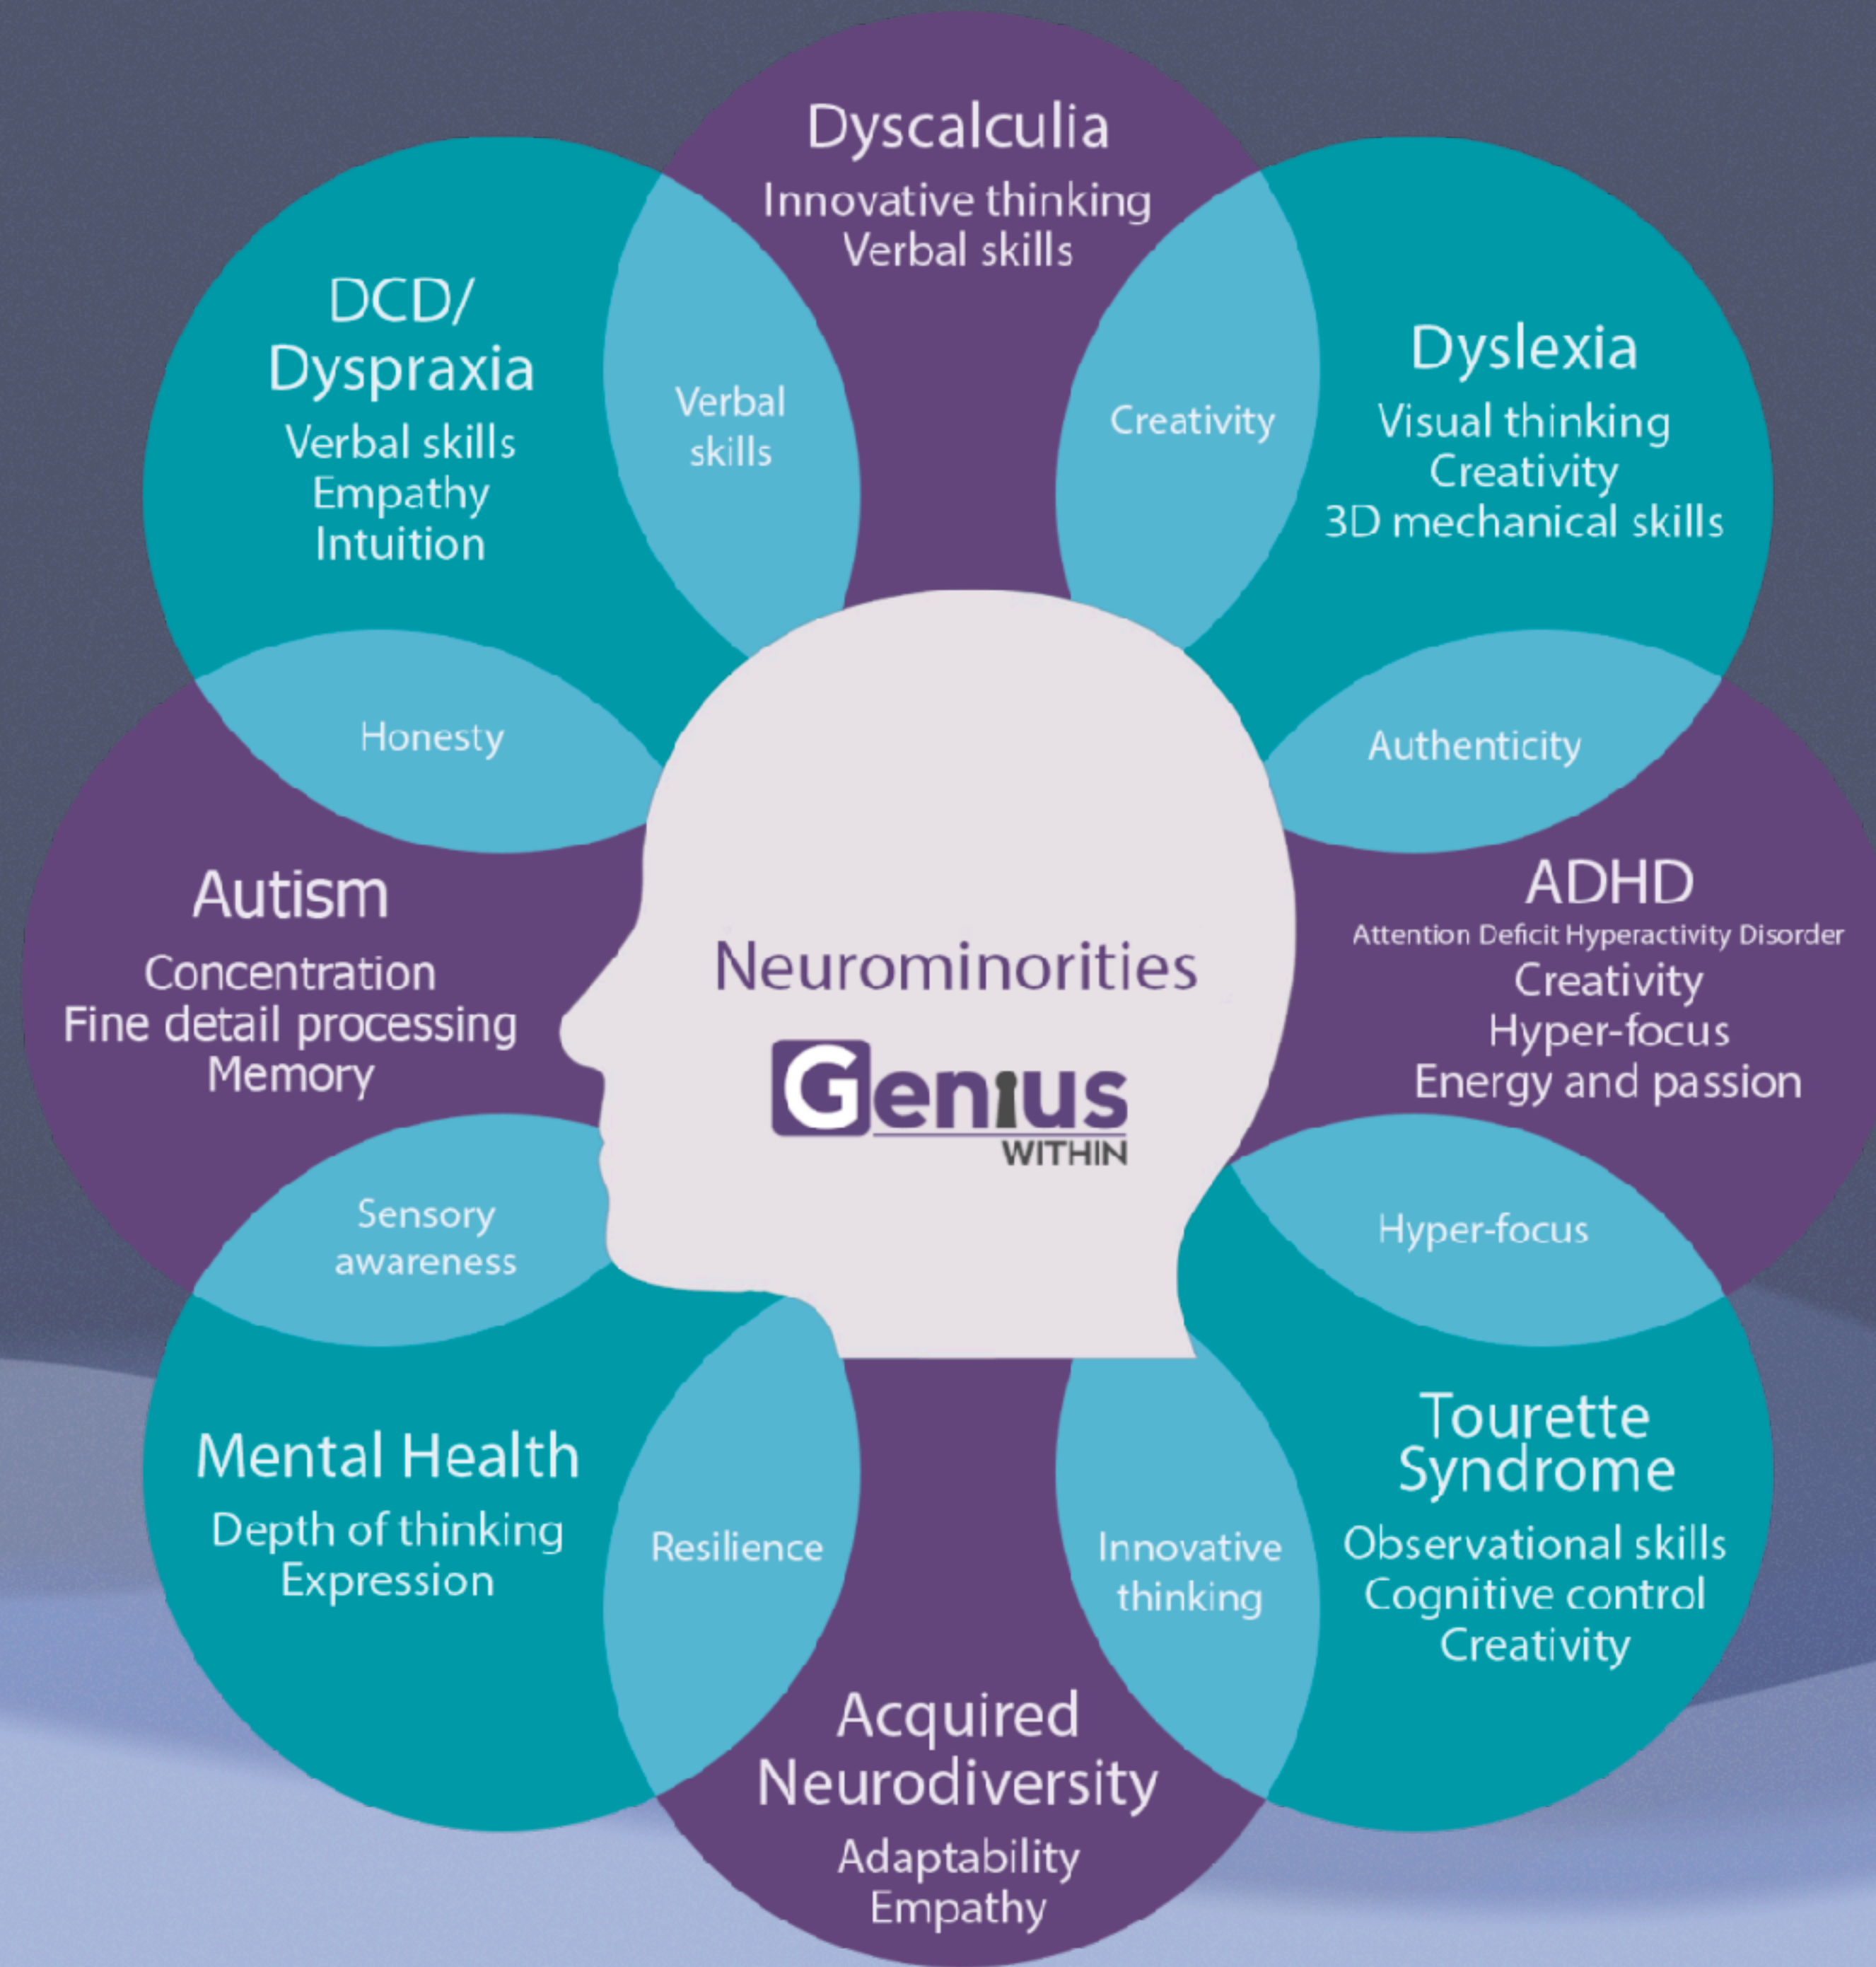 Dyscalculia
Innovative thinking
Verbal skills
DCD/
Dyspraxia
Verbal skills
Empathy
Intuition
Verbal
skills
Creativity
Dyslexia
Visual thinking
Creativity
3D mechanical skills
Honesty
Authenticity
Autism
Concentration
Fine detail processing
Memory
Neurominorities
Genius
WITHIN
ADHD
Attention Deficit Hyperactivity Disorder
Creativity
Hyper-focus
Energy and passion
Sensory
awareness
Hyper-focus
Mental Health
Depth of thinking
Expression
Resilience
Innovative
thinking
Tourette
Syndrome
Observational skills
Cognitive control
Creativity
Acquired
Neurodiversity
Adaptability
Empathy